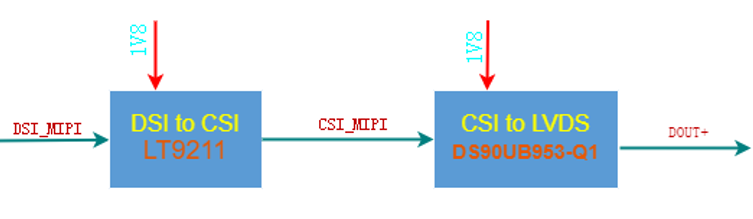 1V8
1V8
DSI_MIPI
DSI to CSI
LT9211
CSI_MIPI
CSI to LVDS
DS90UB953-Q1
DOUT+